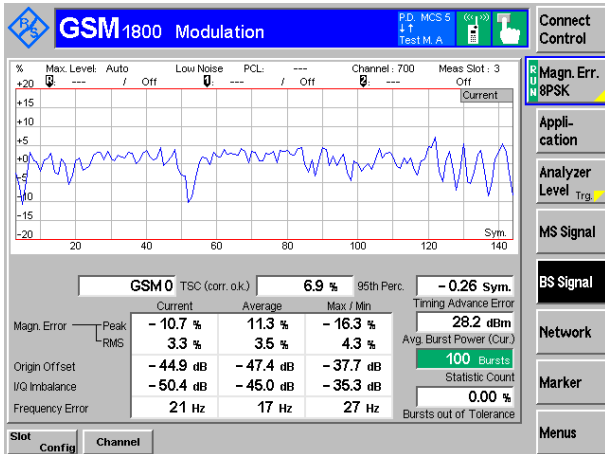 R&S GSM1800 Modulation P.D. MCS 5
↓↑
Test M. A
Connect
Control
% Max. Level: Auto Low Noise PCL: --- Channel: 700 Meas Slot: 3
--- / Off 1: --- / Off 2: --- Off
Current
+20
+15
+10
+5
+0
-5
-10
-15
-20
Sym.
20 40 60 80 100 120 140
RUN
Magn. Err.
8PSK
Appli-
cation
Analyzer
Level Trg.
MS Signal
BS Signal
Network
Marker
Menus
GSM 0 TSC (corr. o.k.) 6.9 % 95th Perc. – 0.26 Sym.
Current Average Max / Min Timing Advance Error
Magn. Error Peak – 10.7 % 11.3 % – 16.3 % 28.2 dBm
RMS 3.3 % 3.5 % 4.3 % Avg. Burst Power (Cur.)
Origin Offset – 44.9 dB – 47.4 dB – 37.7 dB 100 Bursts
Statistic Count
I/Q Imbalance – 50.4 dB – 45.0 dB – 35.3 dB 0.00 %
Frequency Error 21 Hz 17 Hz 27 Hz Bursts out of Tolerance
Slot
Config
Channel